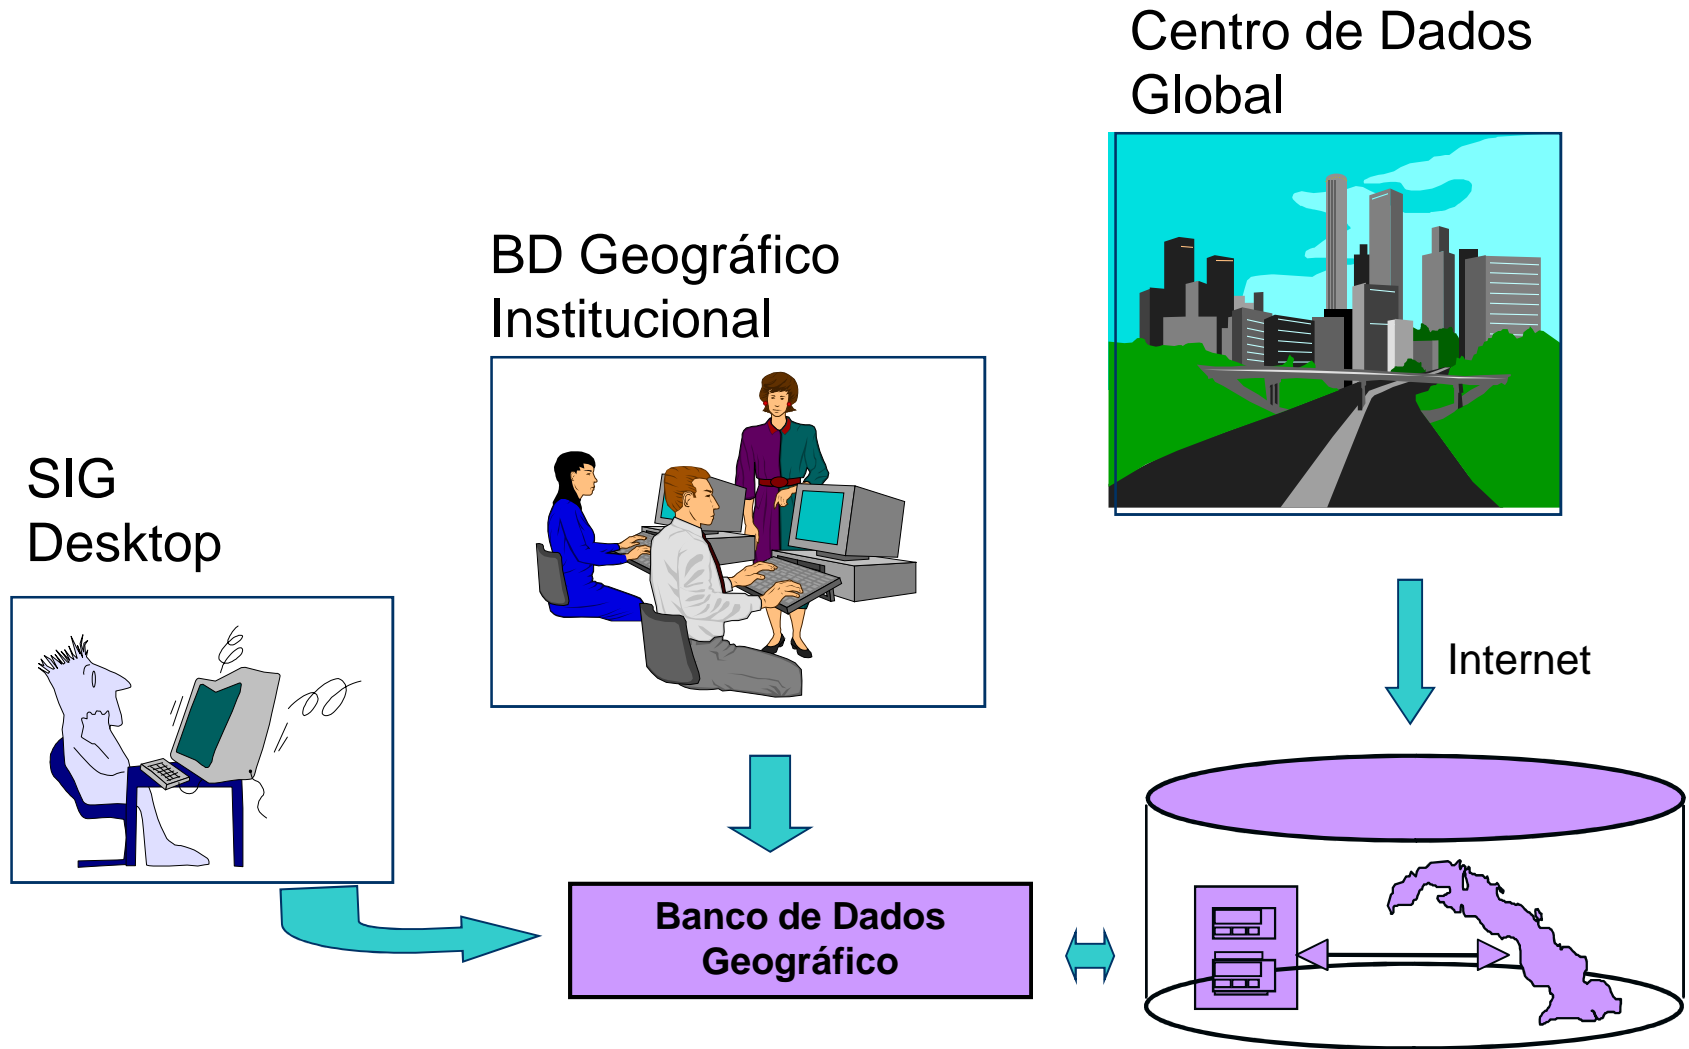 Centro de Dados
Global
BD Geográfico
Institucional
SIG
Desktop
Internet
Banco de Dados
Geográfico